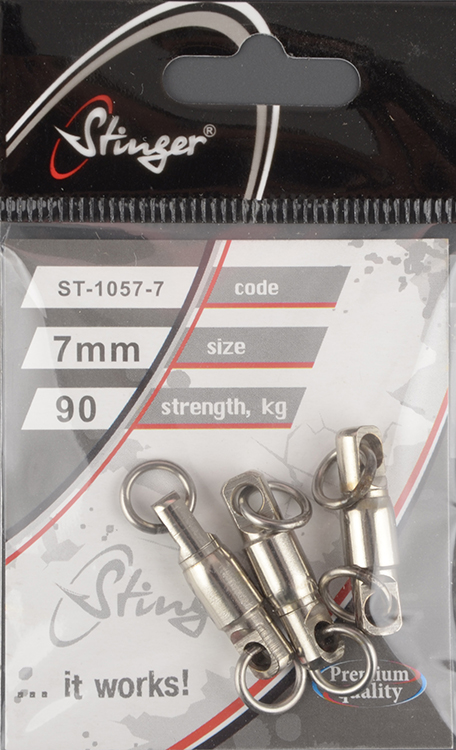 Stinger®
ST-1057-7 code
7mm size
90 strength, kg
Stinger
... it works!
Premium
Quality